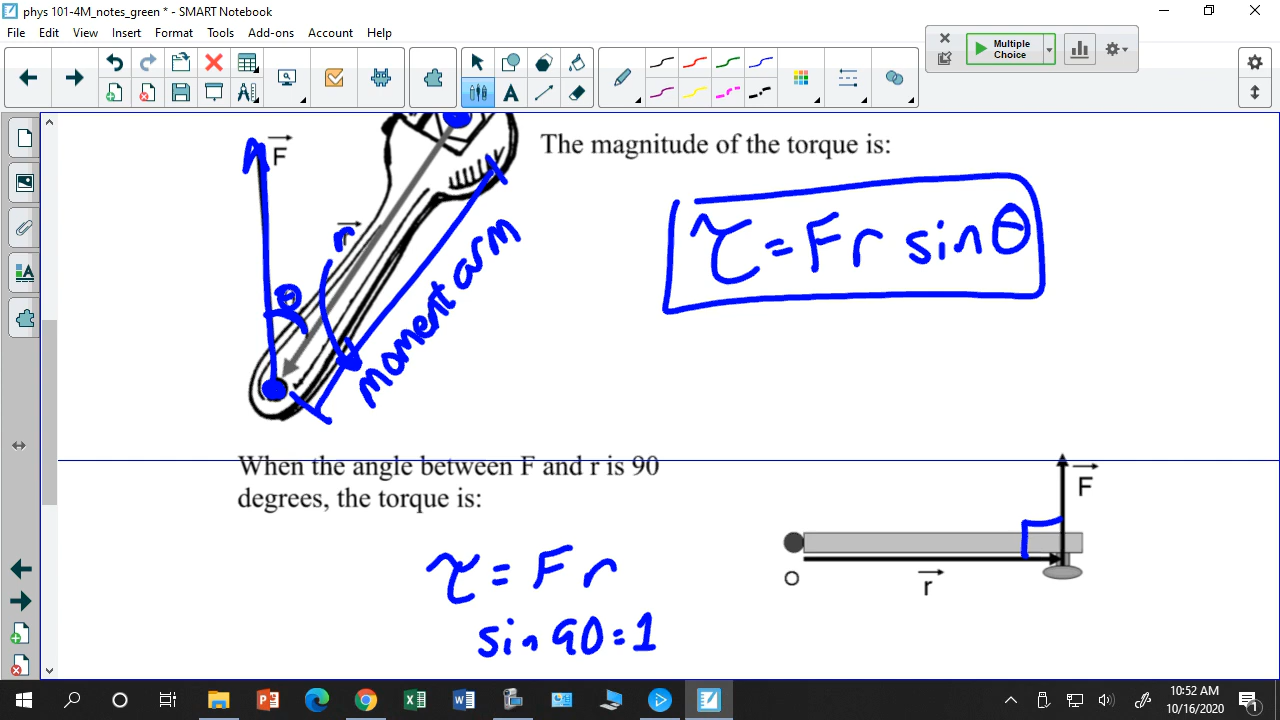 phys 101-4M_notes_green * - SMART Notebook
File Edit View Insert Format Tools Add-ons Account Help
Multiple Choice
F
The magnitude of the torque is:
τ = F r sin θ
r
θ
moment arm
When the angle between F and r is 90
degrees, the torque is:
F
τ = F r
O
r
sin 90 = 1
10:52 AM
10/16/2020
1